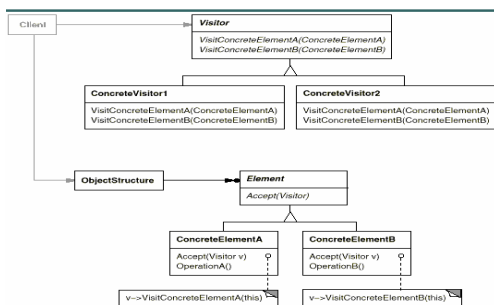 Client
Visitor
VisitConcreteElementA(ConcreteElementA)
VisitConcreteElementB(ConcreteElementB)
ConcreteVisitor1
VisitConcreteElementA(ConcreteElementA)
VisitConcreteElementB(ConcreteElementB)
ConcreteVisitor2
VisitConcreteElementA(ConcreteElementA)
VisitConcreteElementB(ConcreteElementB)
ObjectStructure
Element
Accept(Visitor)
ConcreteElementA
Accept(Visitor v)
OperationA()
ConcreteElementB
Accept(Visitor v)
OperationB()
v->VisitConcreteElementA(this)
v->VisitConcreteElementB(this)